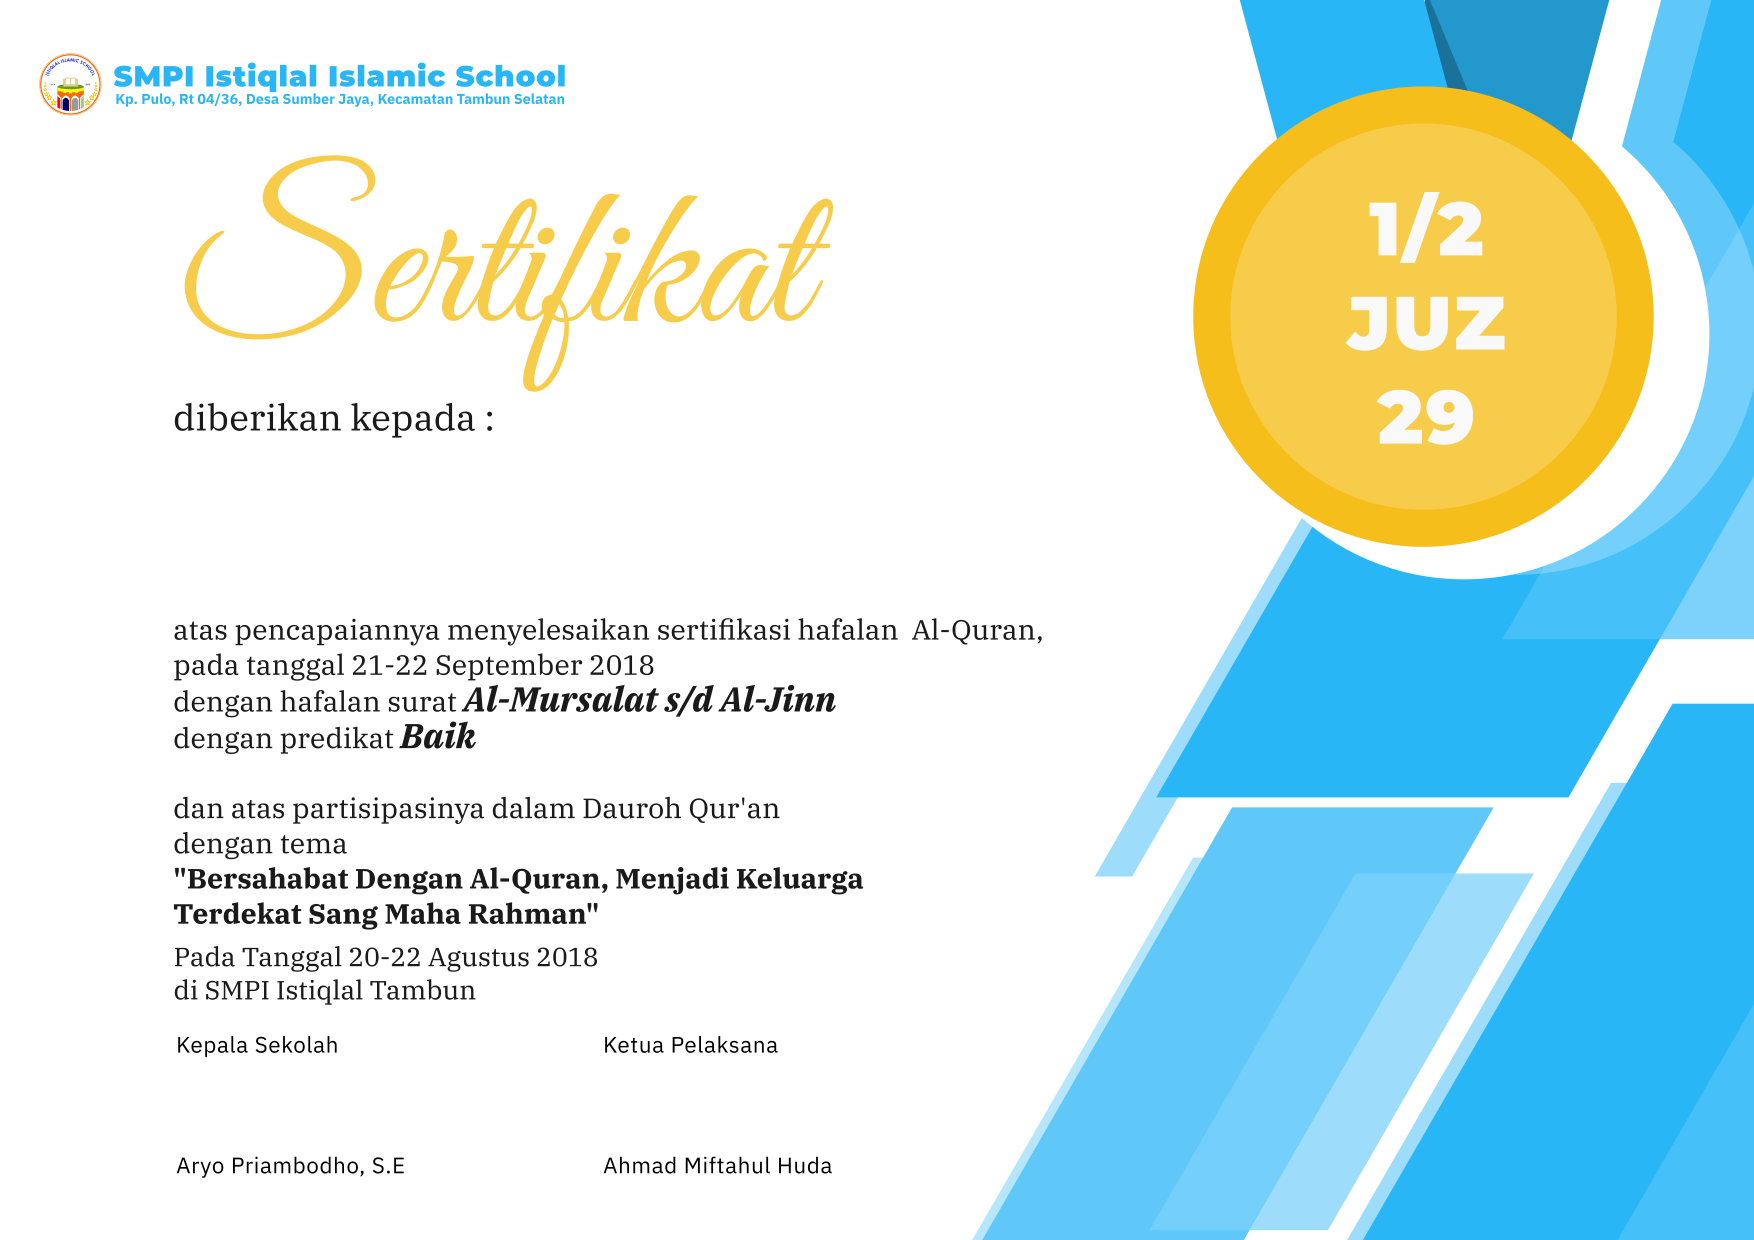 ISTIQLAL ISLAMIC SCHOOL
SMPI Istiqlal Islamic School
Kp. Pulo, Rt 04/36, Desa Sumber Jaya, Kecamatan Tambun Selatan
Sertifikat
1/2
JUZ
29
diberikan kepada :
atas pencapaiannya menyelesaikan sertifikasi hafalan  Al-Quran,
pada tanggal 21-22 September 2018
dengan hafalan surat Al-Mursalat s/d Al-Jinn
dengan predikat Baik
dan atas partisipasinya dalam Dauroh Qur'an
dengan tema
"Bersahabat Dengan Al-Quran, Menjadi Keluarga
Terdekat Sang Maha Rahman"
Pada Tanggal 20-22 Agustus 2018
di SMPI Istiqlal Tambun
Kepala Sekolah
Ketua Pelaksana
Aryo Priambodho, S.E
Ahmad Miftahul Huda